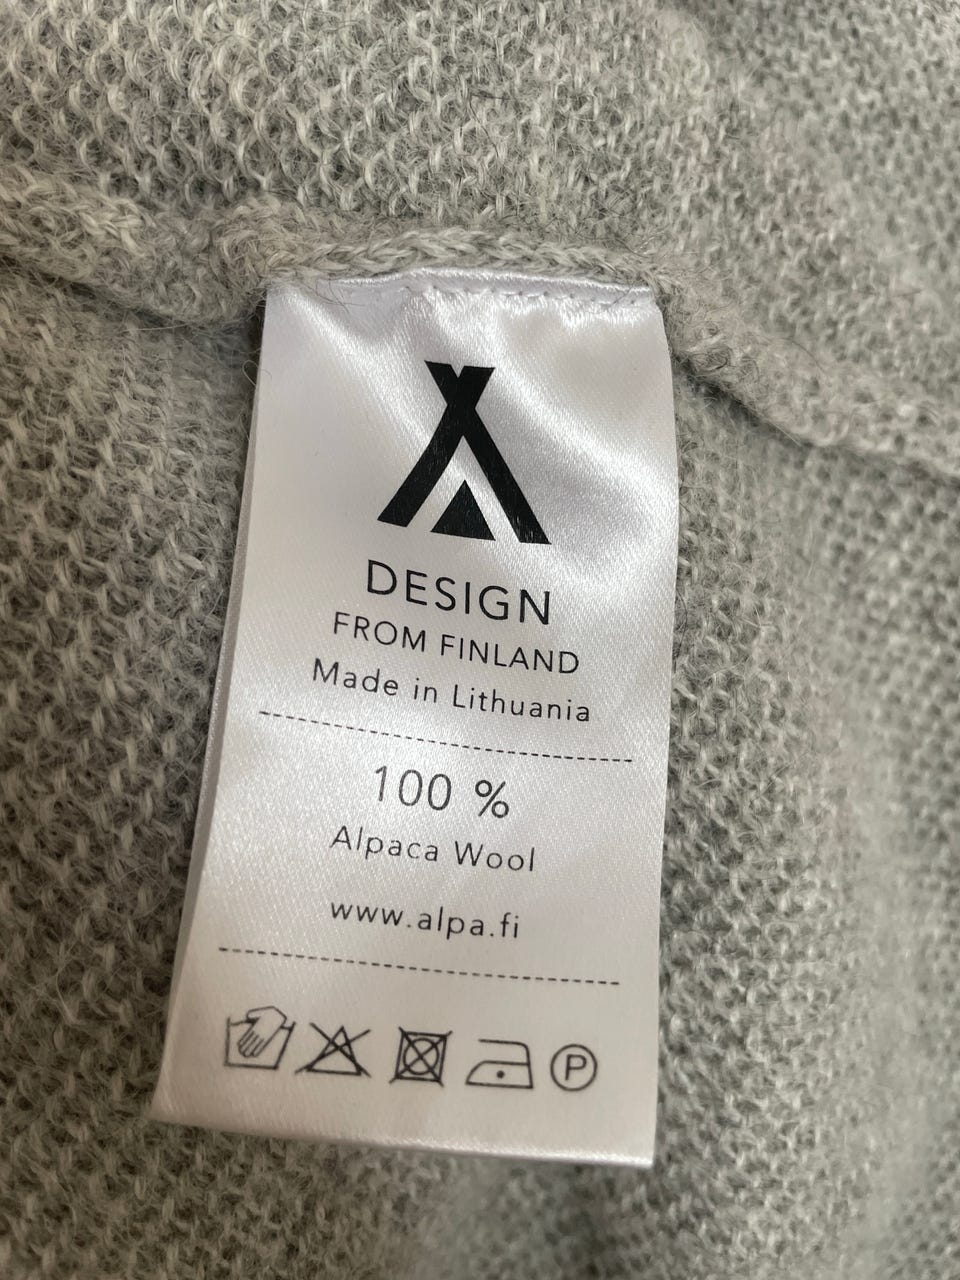 DESIGN
FROM FINLAND
Made in Lithuania
100 %
Alpaca Wool
www.alpa.fi
P